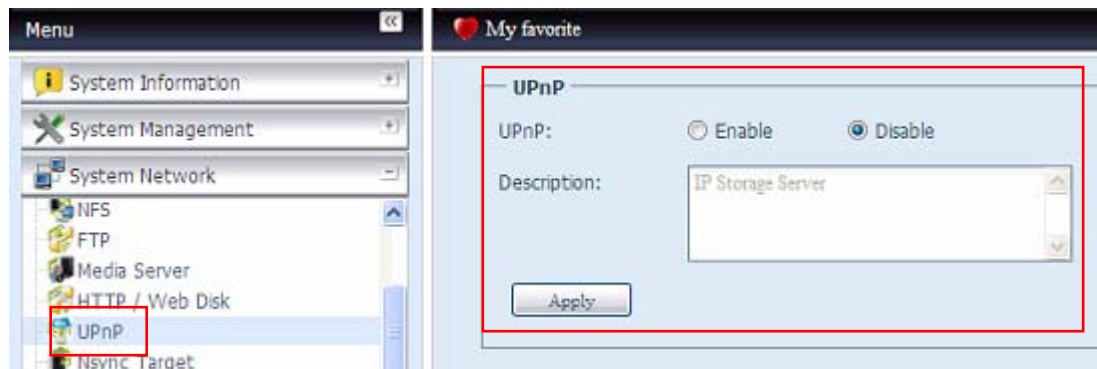 Menu
My favorite
System Information
System Management
System Network
NFS
FTP
Media Server
HTTP / Web Disk
UPnP
Nsync Target
UPnP
UPnP: Enable Disable
Description: IP Storage Server
Apply